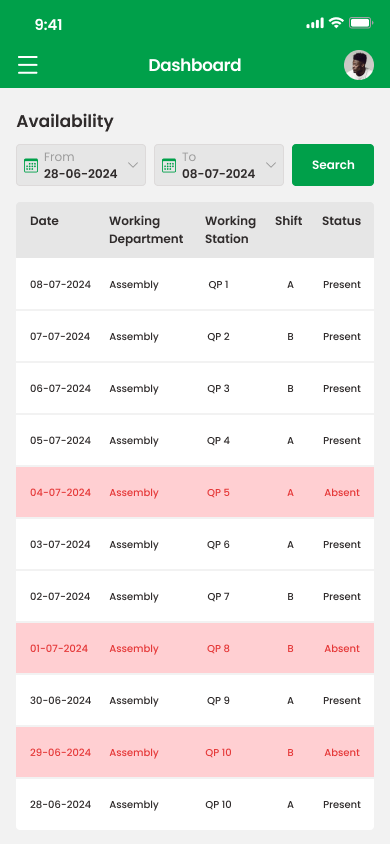 9:41
Dashboard
Availability
From
28-06-2024
To
08-07-2024
Search
Date Working Department Working Station Shift Status
08-07-2024 Assembly QP 1 A Present
07-07-2024 Assembly QP 2 B Present
06-07-2024 Assembly QP 3 B Present
05-07-2024 Assembly QP 4 A Present
04-07-2024 Assembly QP 5 A Absent
03-07-2024 Assembly QP 6 A Present
02-07-2024 Assembly QP 7 B Present
01-07-2024 Assembly QP 8 B Absent
30-06-2024 Assembly QP 9 A Present
29-06-2024 Assembly QP 10 B Absent
28-06-2024 Assembly QP 10 A Present